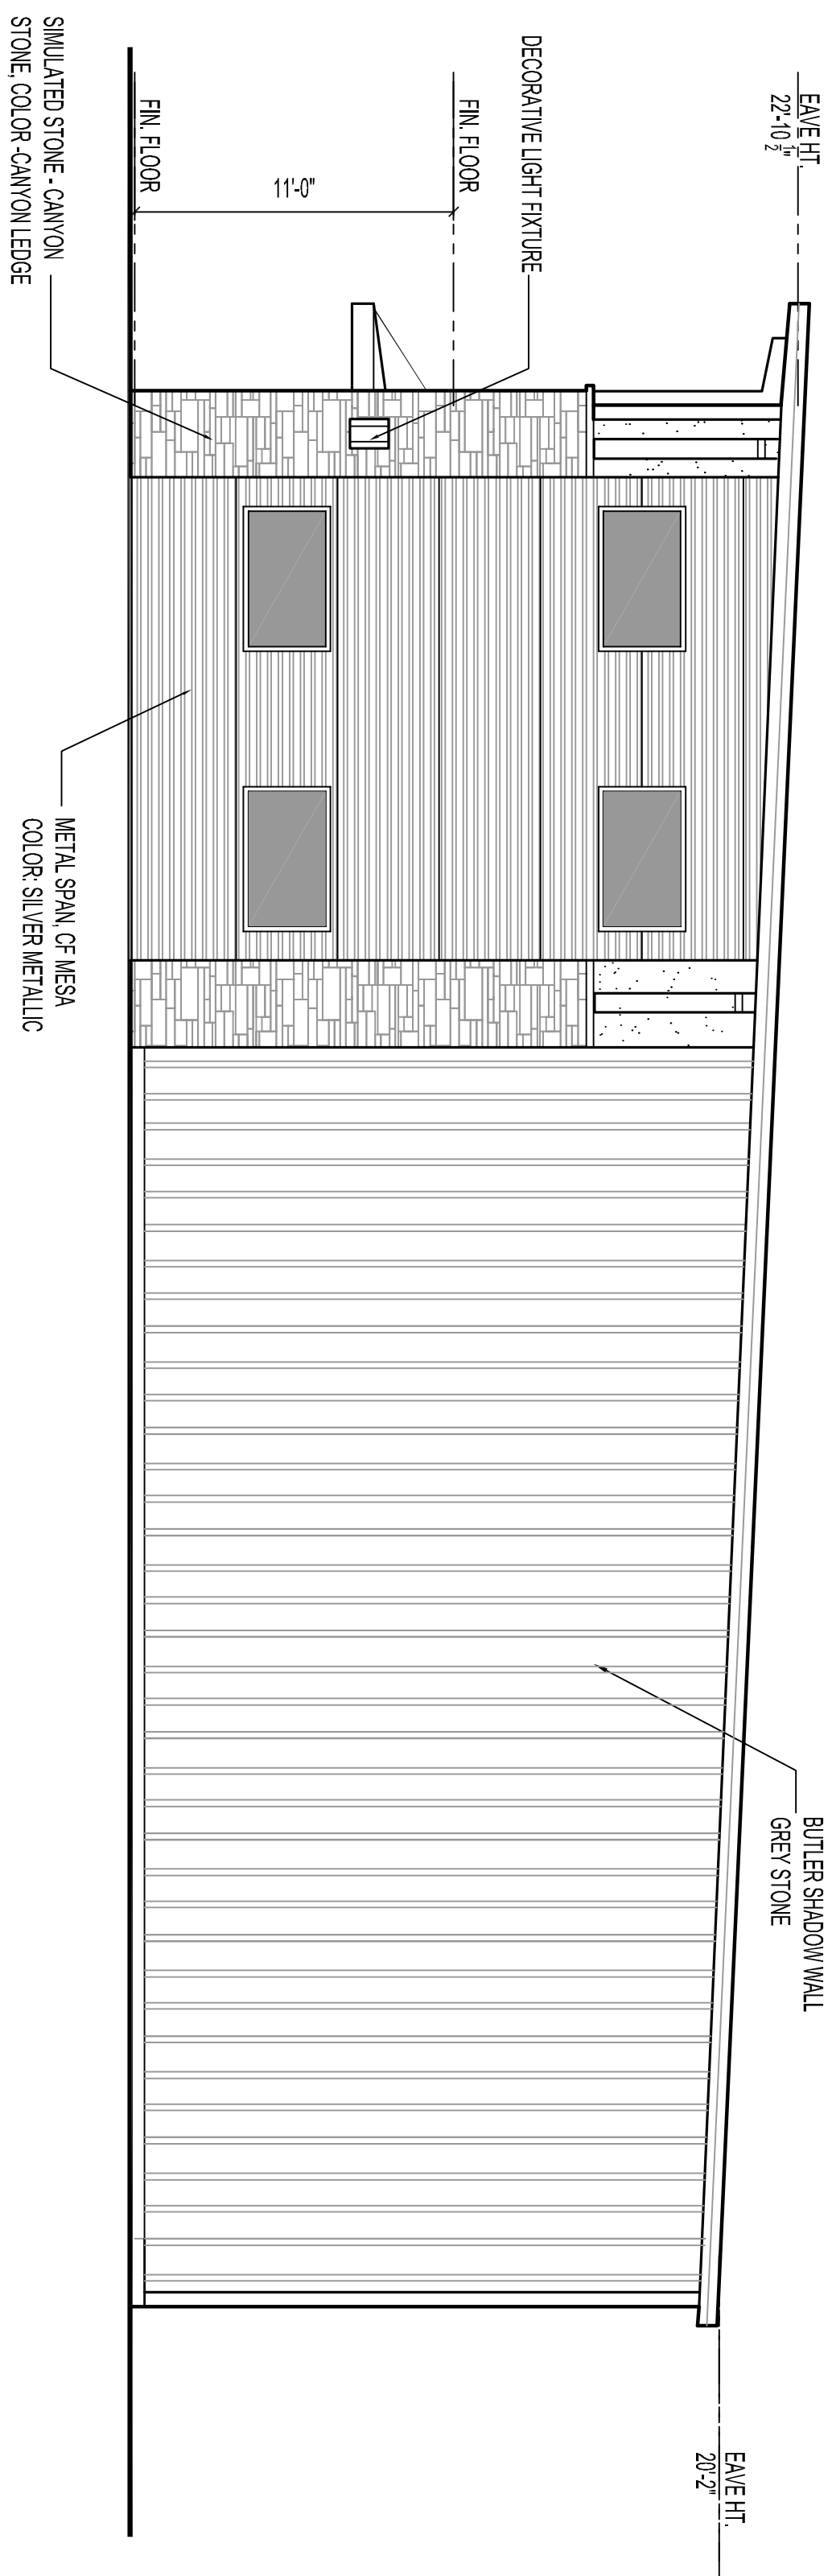 EAVE HT.
22'-10 1/2"
DECORATIVE LIGHT FIXTURE
FIN. FLOOR
11'-0"
FIN. FLOOR
SIMULATED STONE - CANYON
STONE, COLOR -CANYON LEDGE
METAL SPAN, CF MESA
COLOR: SILVER METALLIC
BUTLER SHADOW WALL
GREY STONE
EAVE HT.
20'-2"